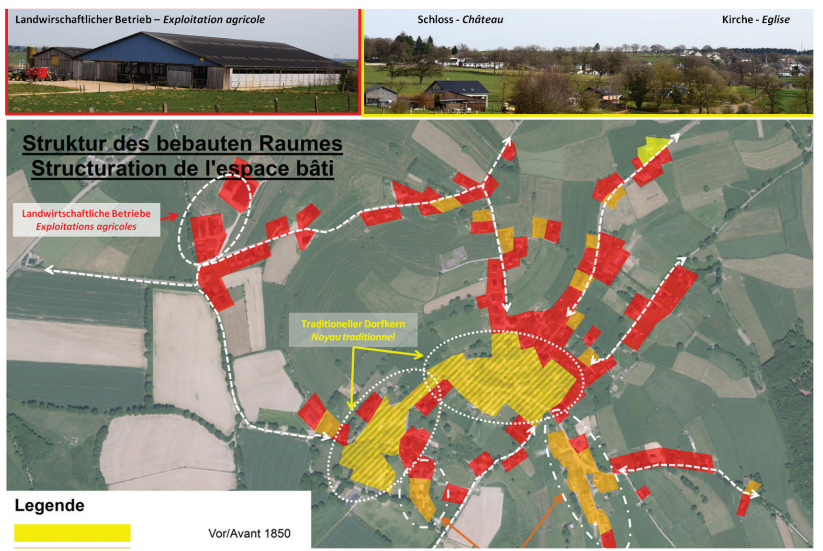 Landwirtschaftlicher Betrieb – Exploitation agricole
Schloss - Château
Kirche - Eglise
Struktur des bebauten Raumes
Structuration de l'espace bâti
Landwirtschaftliche Betriebe
Exploitations agricoles
Traditioneller Dorfkern
Noyau traditionnel
Legende
Vor/Avant 1850